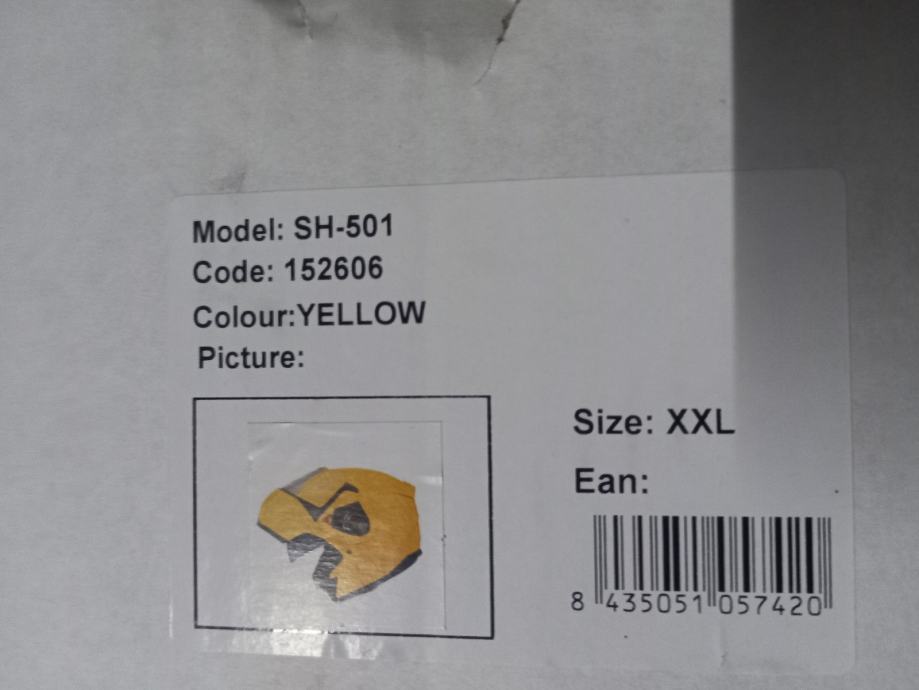 Model: SH-501
Code: 152606
Colour:YELLOW
Picture:
Size: XXL
Ean:
8 435051 057420